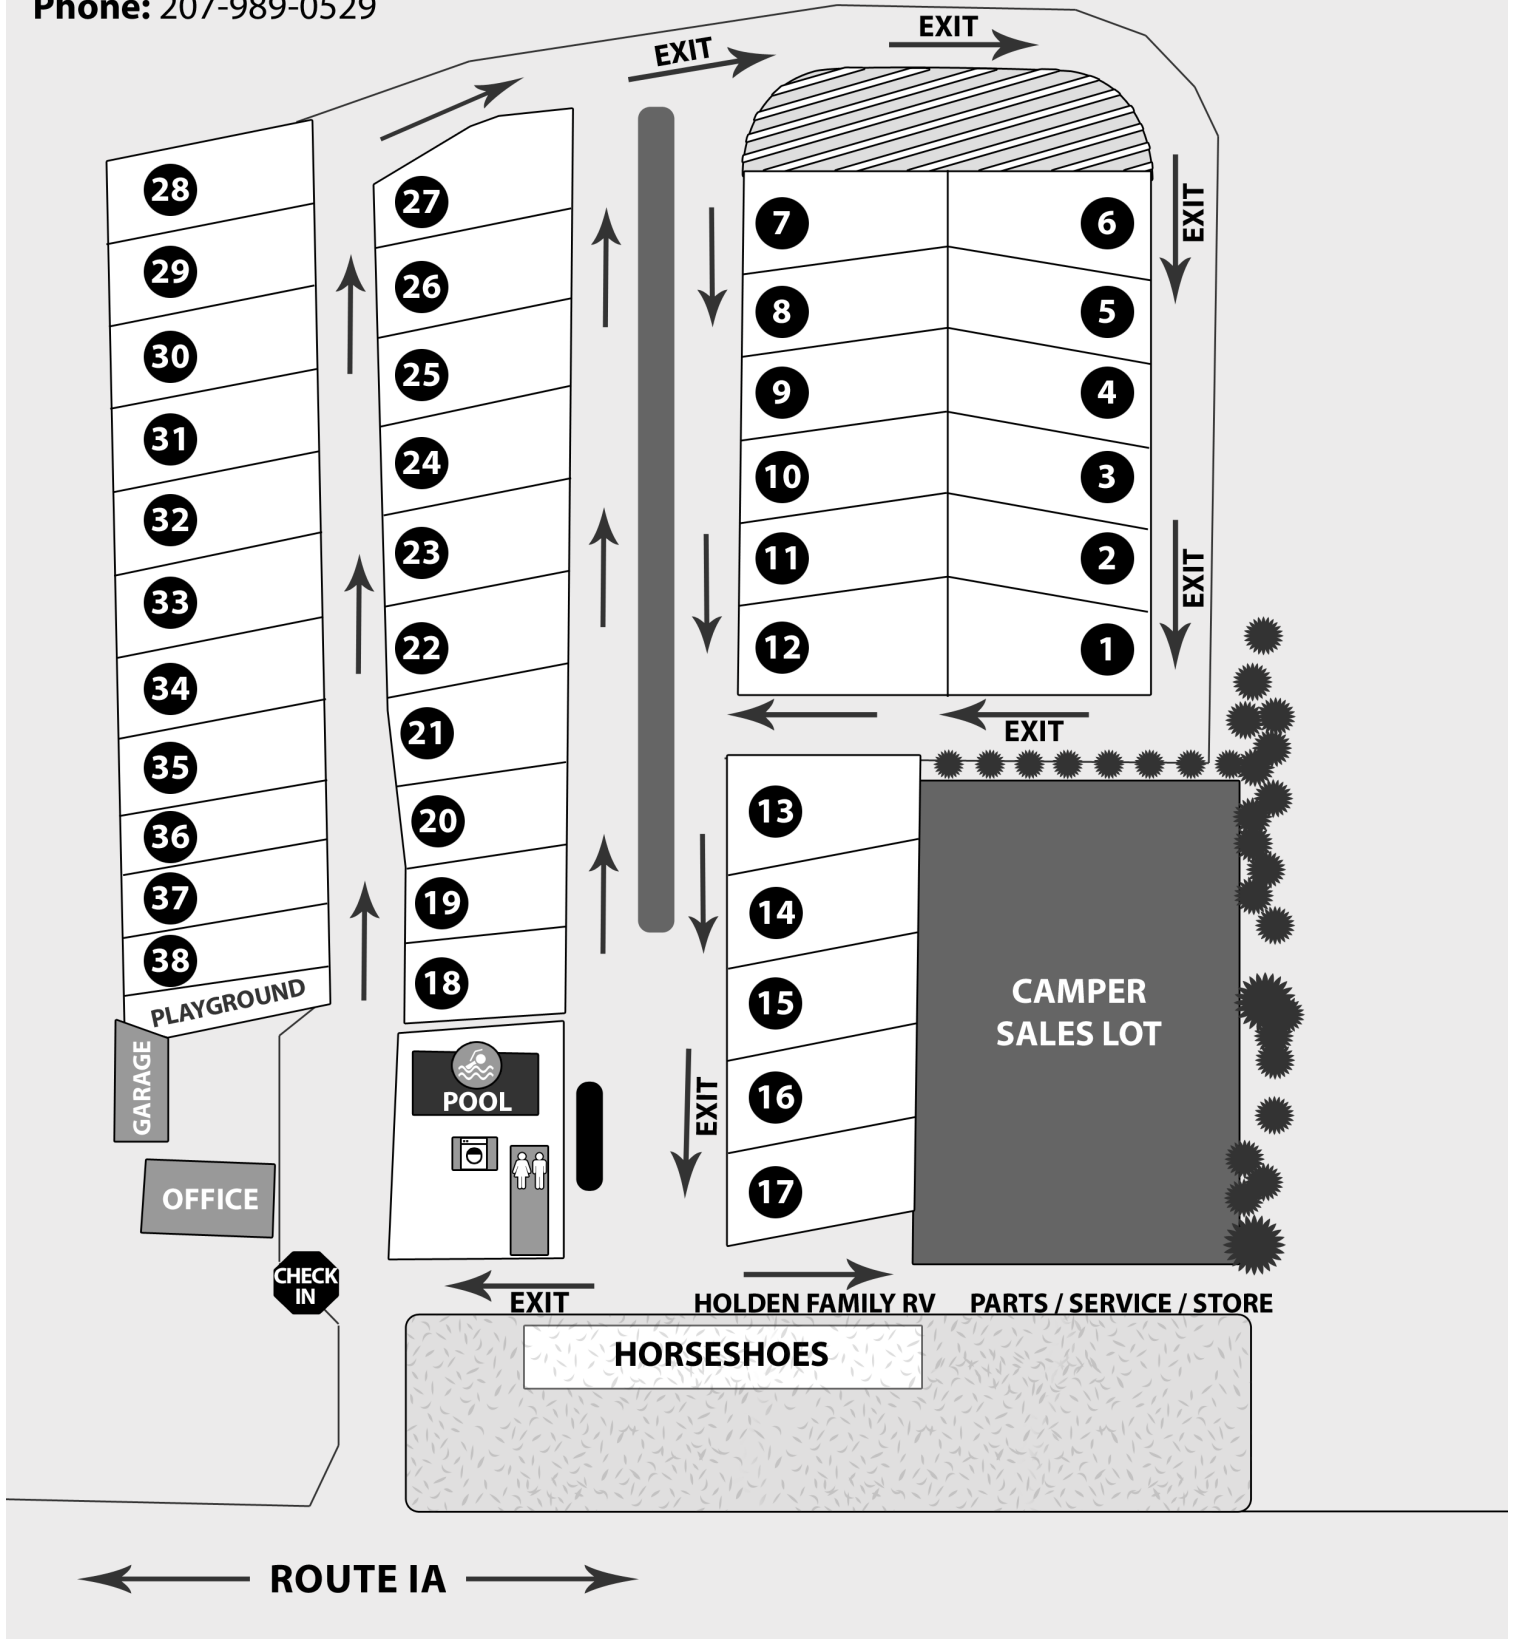 Phone: 207-989-0529
EXIT
EXIT
28
27
7
6
EXIT
29
26
8
5
30
25
9
4
31
24
10
3
32
23
11
2
EXIT
33
22
12
1
34
21
EXIT
35
20
13
36
37
19
14
38
18
15
PLAYGROUND
CAMPER
SALES LOT
GARAGE
POOL
EXIT
16
OFFICE
17
CHECK
IN
EXIT
HOLDEN FAMILY RV
PARTS / SERVICE / STORE
HORSESHOES
ROUTE IA